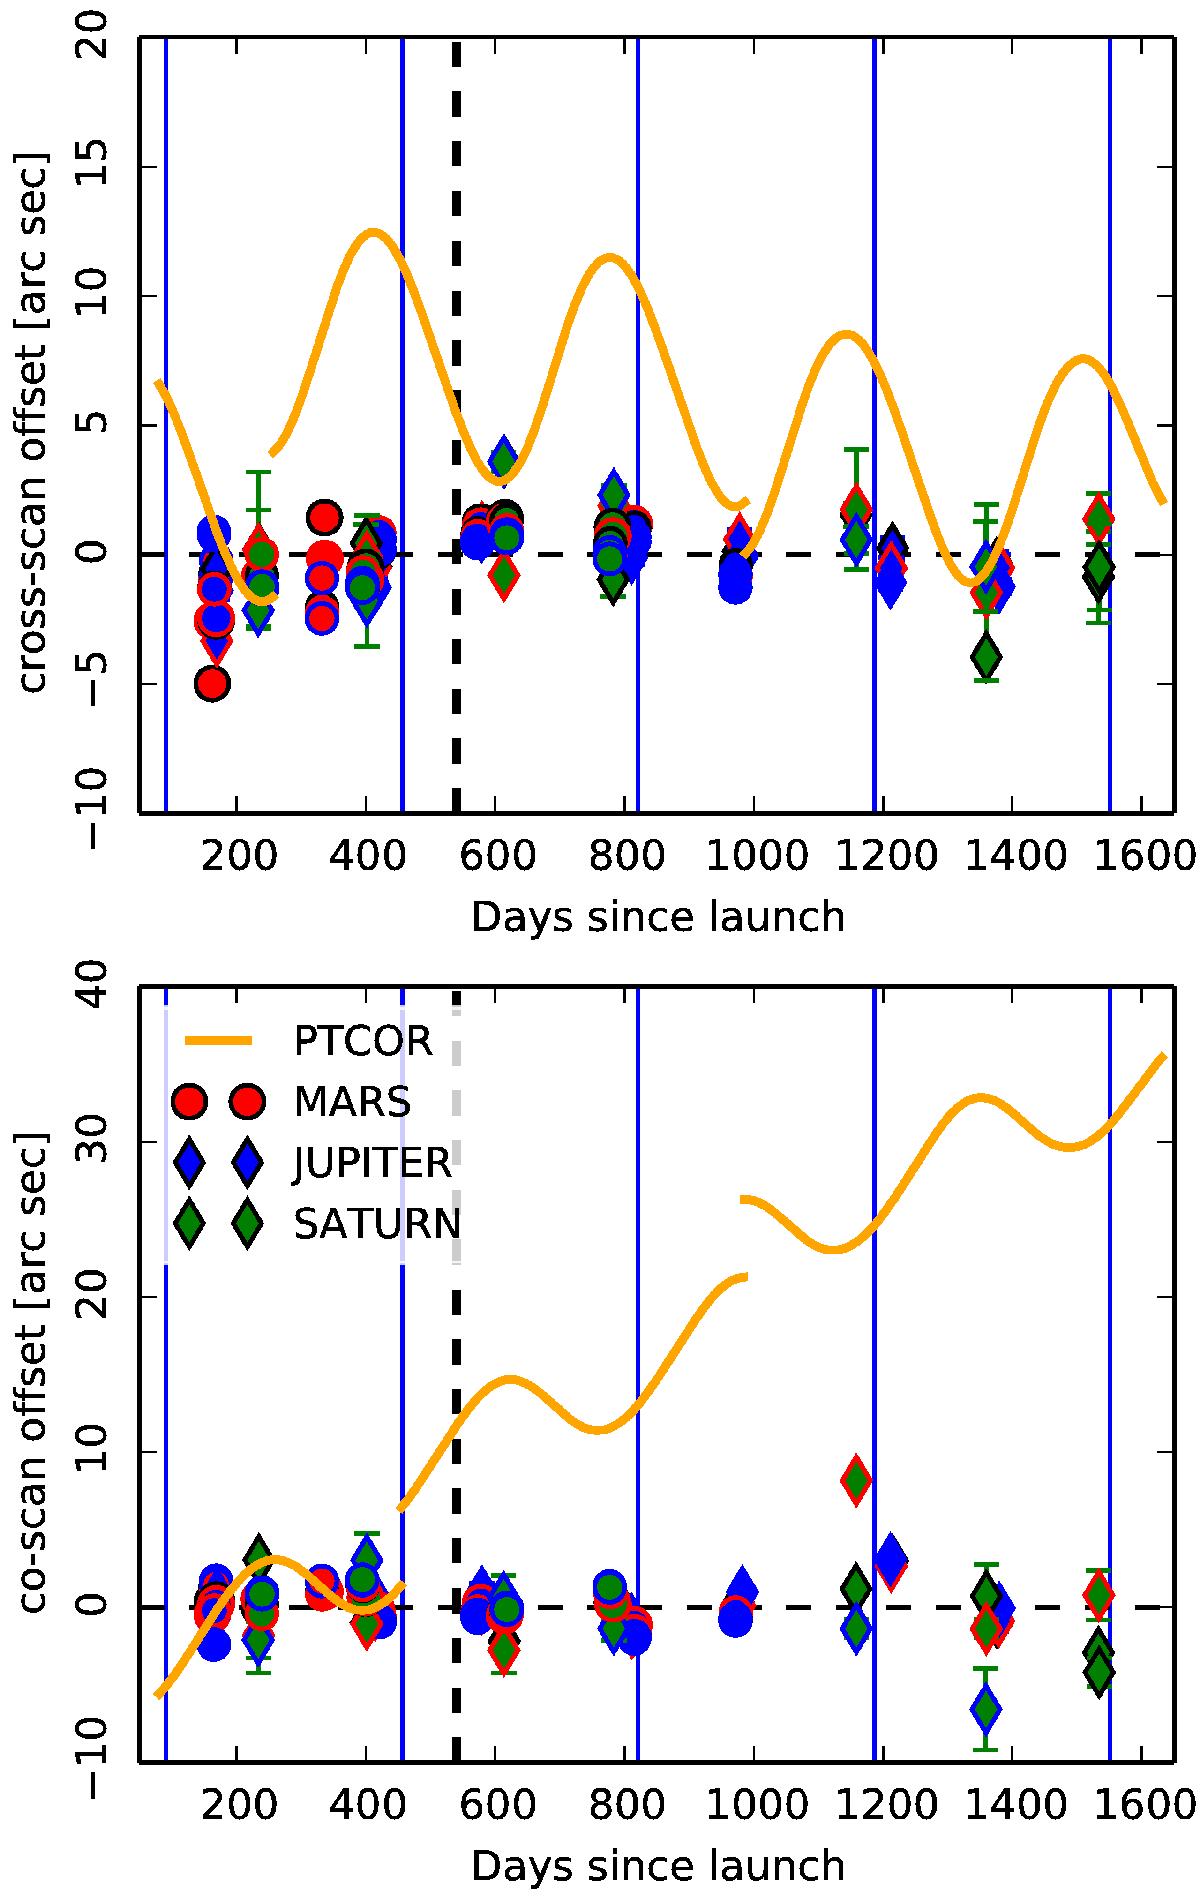 20
15
10
5
0
−5
−10
cross-scan offset [arc sec]
200 400 600 800 1000 1200 1400 1600
Days since launch
40
30
20
10
0
−10
co-scan offset [arc sec]
PTCOR
MARS
JUPITER
SATURN
200 400 600 800 1000 1200 1400 1600
Days since launch